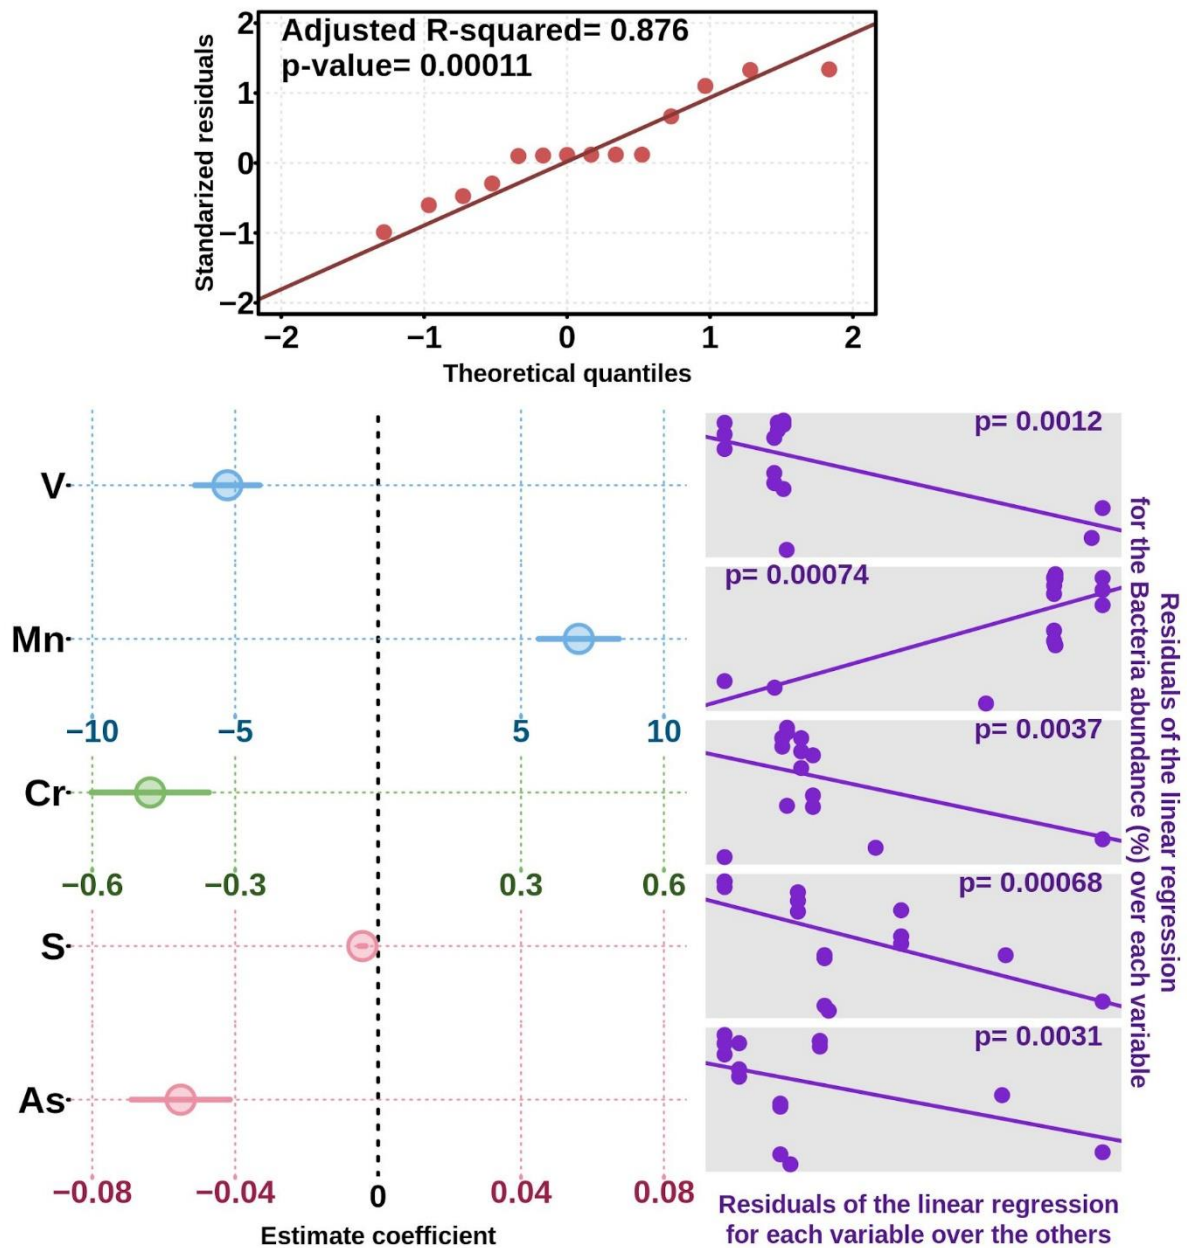 Adjusted R-squared= 0.876
p-value= 0.00011
2
1
0
−1
−2
Standarized residuals
−2 −1 0 1 2
Theoretical quantiles
V
Mn
−10 −5 5 10
Cr
−0.6 −0.3 0.3 0.6
S
As
−0.08 −0.04 0 0.04 0.08
Estimate coefficient
p= 0.0012
p= 0.00074
p= 0.0037
p= 0.00068
p= 0.0031
Residuals of the linear regression
for the Bacteria abundance (%) over each variable
Residuals of the linear regression
for each variable over the others